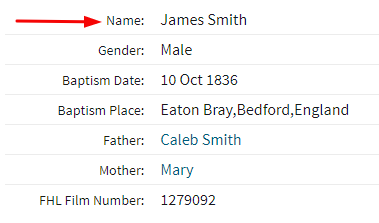 Name: James Smith
Gender: Male
Baptism Date: 10 Oct 1836
Baptism Place: Eaton Bray,Bedford,England
Father: Caleb Smith
Mother: Mary
FHL Film Number: 1279092